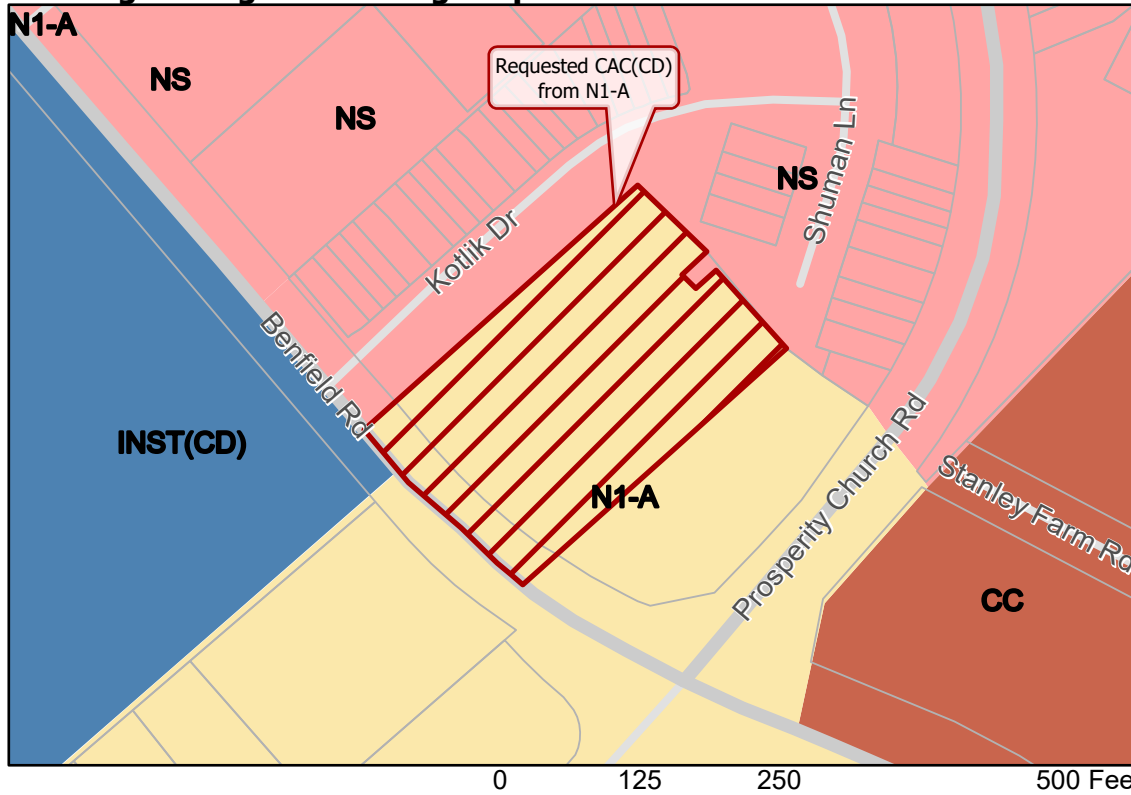 N1-A
NS
NS
Requested CAC(CD)
from N1-A
NS
Shuman Ln
Kotlik Dr
Benfield Rd
INST(CD)
N1-A
Prosperity Church Rd
Stanley Farm Rd
CC
0 125 250 500 Fee